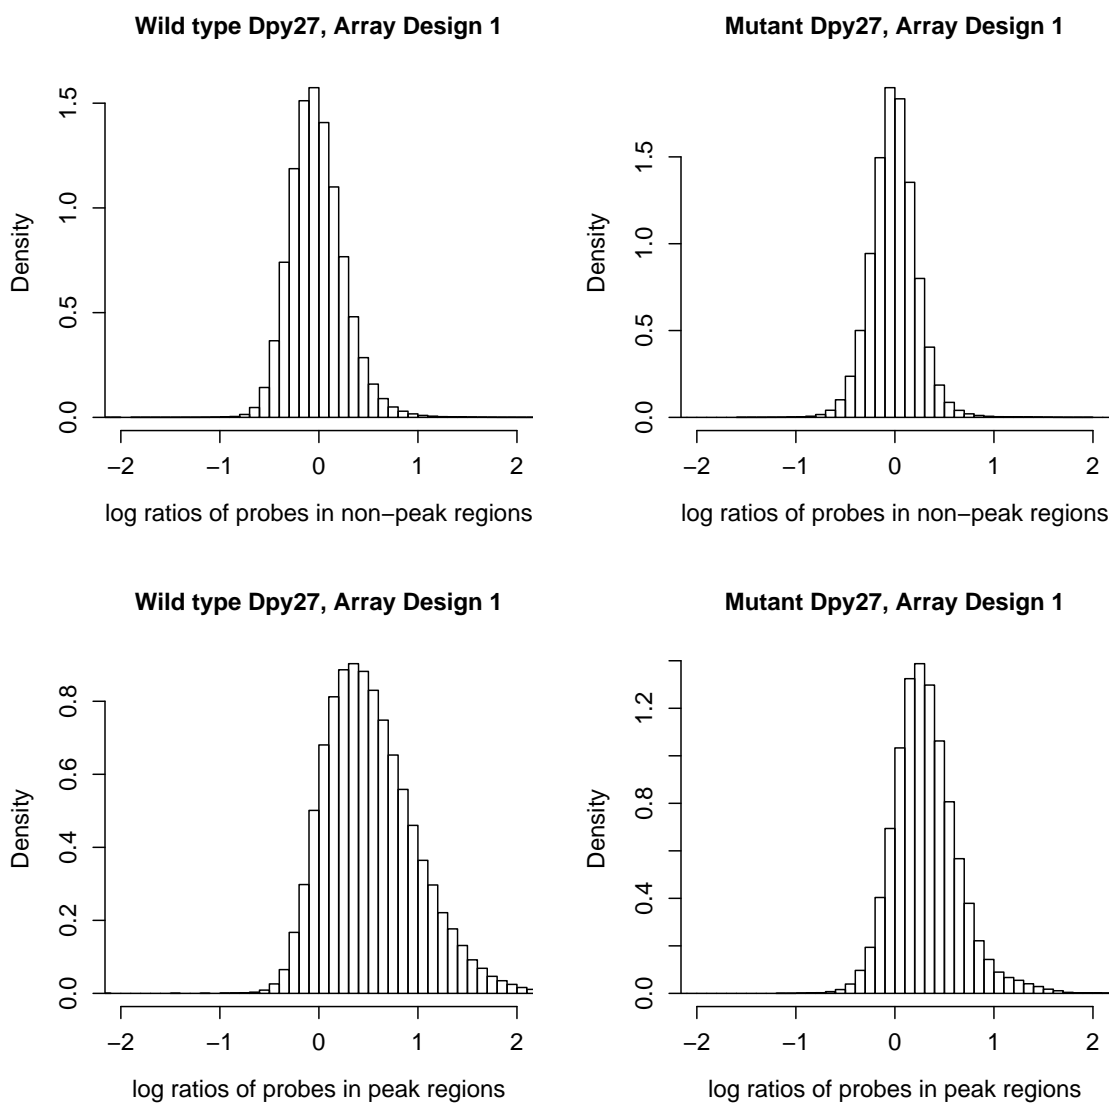 Wild type Dpy27, Array Design 1
Density
0.0 0.5 1.0 1.5
−2 −1 0 1 2
log ratios of probes in non−peak regions
Mutant Dpy27, Array Design 1
Density
0.0 0.5 1.0 1.5
−2 −1 0 1 2
log ratios of probes in non−peak regions
Wild type Dpy27, Array Design 1
Density
0.0 0.2 0.4 0.6 0.8
−2 −1 0 1 2
log ratios of probes in peak regions
Mutant Dpy27, Array Design 1
Density
0.0 0.4 0.8 1.2
−2 −1 0 1 2
log ratios of probes in peak regions